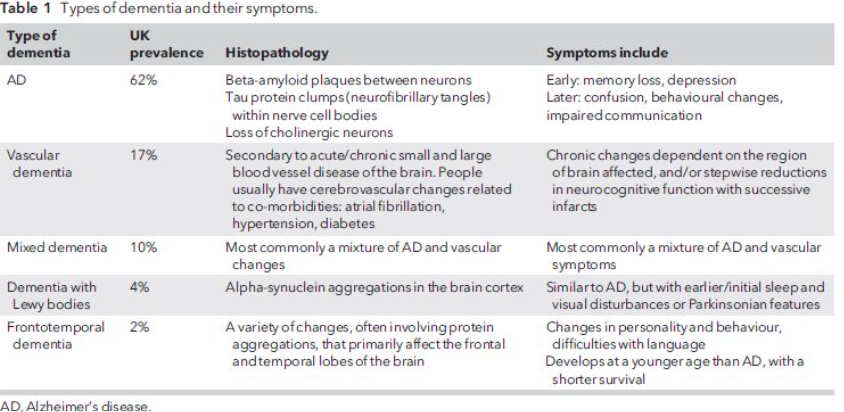 Table 1 Types of dementia and their symptoms.
Type of dementia | UK prevalence | Histopathology | Symptoms include
AD | 62% | Beta-amyloid plaques between neurons
Tau protein clumps (neurofibrillary tangles)
within nerve cell bodies
Loss of cholinergic neurons | Early: memory loss, depression
Later: confusion, behavioural changes,
impaired communication
Vascular
dementia | 17% | Secondary to acute/chronic small and large
blood vessel disease of the brain. People
usually have cerebrovascular changes related
to co-morbidities: atrial fibrillation,
hypertension, diabetes | Chronic changes dependent on the region
of brain affected, and/or stepwise reductions
in neurocognitive function with successive
infarcts
Mixed dementia | 10% | Most commonly a mixture of AD and vascular
changes | Most commonly a mixture of AD and vascular
symptoms
Dementia with
Lewy bodies | 4% | Alpha-synuclein aggregations in the brain cortex | Similar to AD, but with earlier/initial sleep and
visual disturbances or Parkinsonian features
Frontotemporal
dementia | 2% | A variety of changes, often involving protein
aggregations, that primarily affect the frontal
and temporal lobes of the brain | Changes in personality and behaviour,
difficulties with language
Develops at a younger age than AD, with a
shorter survival
AD, Alzheimer's disease.